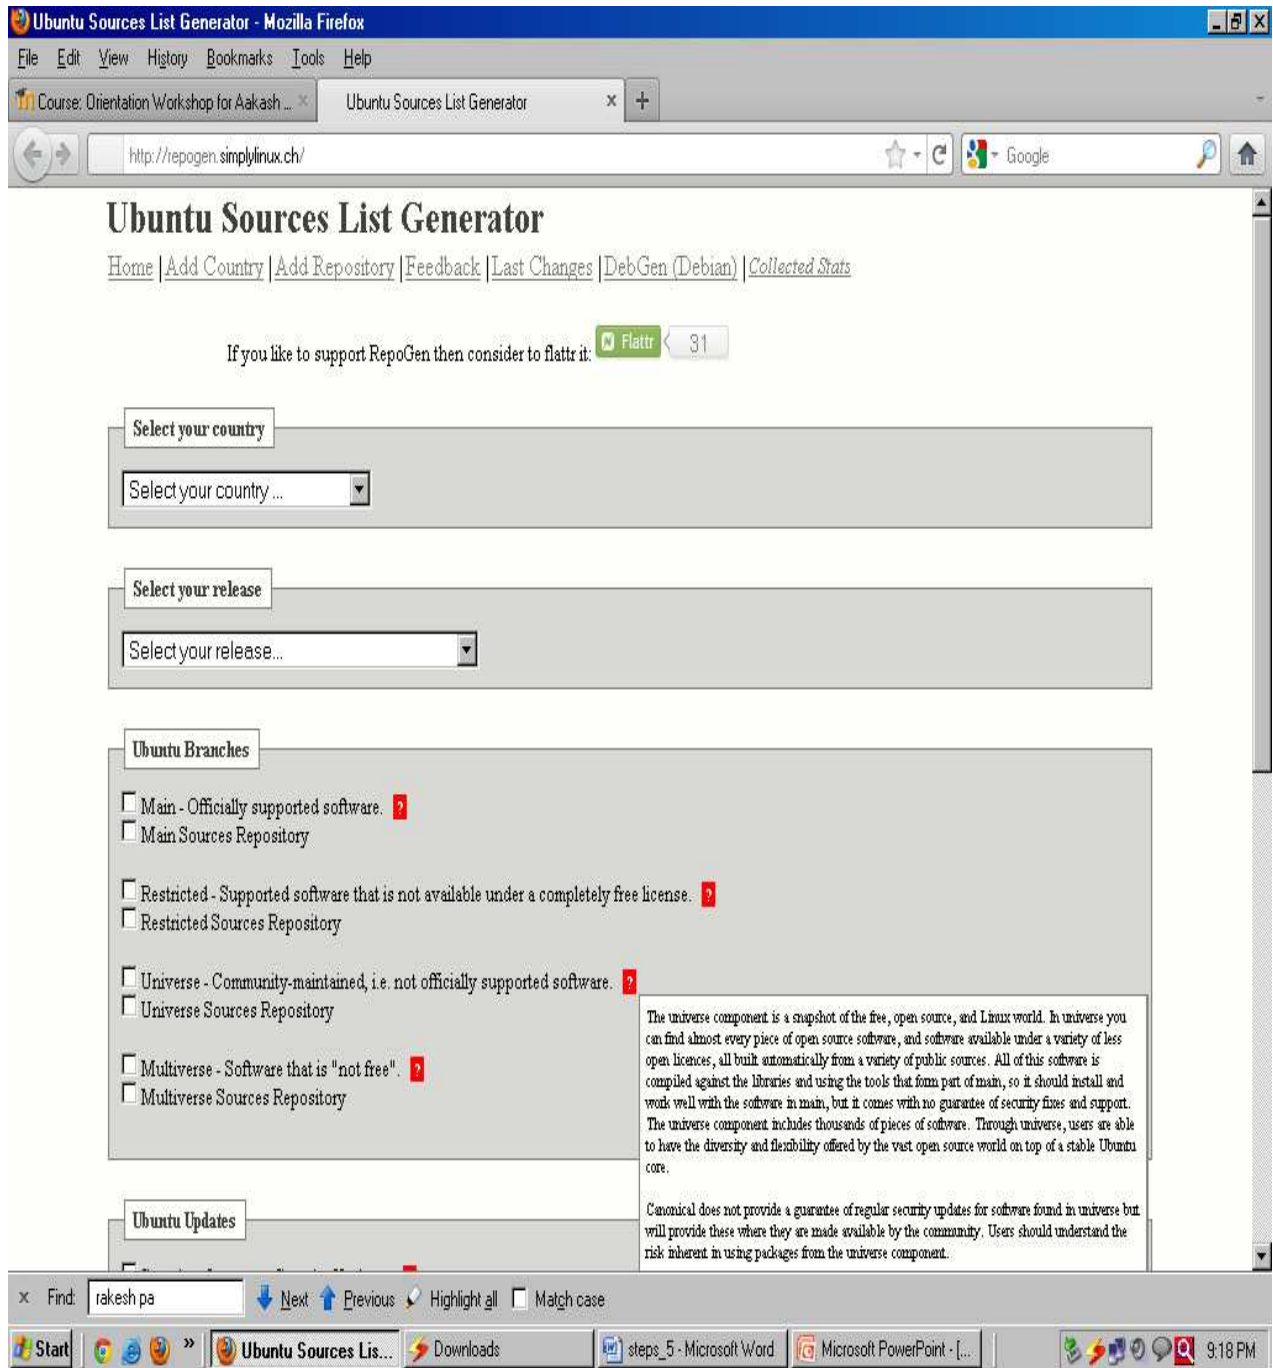 Ubuntu Sources List Generator - Mozilla Firefox
File Edit View History Bookmarks Tools Help
Course: Orientation Workshop for Aakash ...
Ubuntu Sources List Generator
http://repogen.simplylinux.ch/
Google
Ubuntu Sources List Generator
Home | Add Country | Add Repository | Feedback | Last Changes | DebGen (Debian) | Collected Stats
If you like to support RepoGen then consider to flattr it: Flattr 31
Select your country
Select your country ...
Select your release
Select your release...
Ubuntu Branches
Main - Officially supported software. ?
Main Sources Repository
Restricted - Supported software that is not available under a completely free license. ?
Restricted Sources Repository
Universe - Community-maintained, i.e. not officially supported software. ?
Universe Sources Repository
Multiverse - Software that is "not free". ?
Multiverse Sources Repository
The universe component is a snapshot of the free, open source, and Linux world. In universe you
can find almost every piece of open source software, and software available under a variety of less
open licences, all built automatically from a variety of public sources. All of this software is
compiled against the libraries and using the tools that form part of main, so it should install and
work well with the software in main, but it comes with no guarantee of security fixes and support.
The universe component includes thousands of pieces of software. Through universe, users are able
to have the diversity and flexibility offered by the vast open source world on top of a stable Ubuntu
core.
Canonical does not provide a guarantee of regular security updates for software found in universe but
will provide these where they are made available by the community. Users should understand the
risk inherent in using packages from the universe component.
Ubuntu Updates
x Find: rakesh pa Next Previous Highlight all Match case
Start » Ubuntu Sources Lis... Downloads steps_5 - Microsoft Word Microsoft PowerPoint - [... 9:18 PM